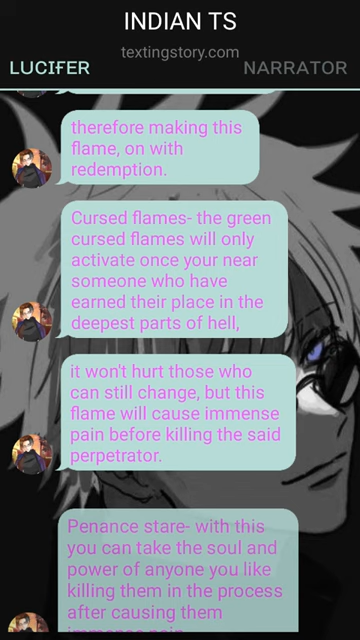 INDIAN TS
textingstory.com
LUCIFER
NARRATOR
therefore making this
flame, on with
redemption.
Cursed flames- the green
cursed flames will only
activate once your near
someone who have
earned their place in the
deepest parts of hell,
it won't hurt those who
can still change, but this
flame will cause immense
pain before killing the said
perpetrator.
Penance stare- with this
you can take the soul and
power of anyone you like
killing them in the process
after causing them
immense pain